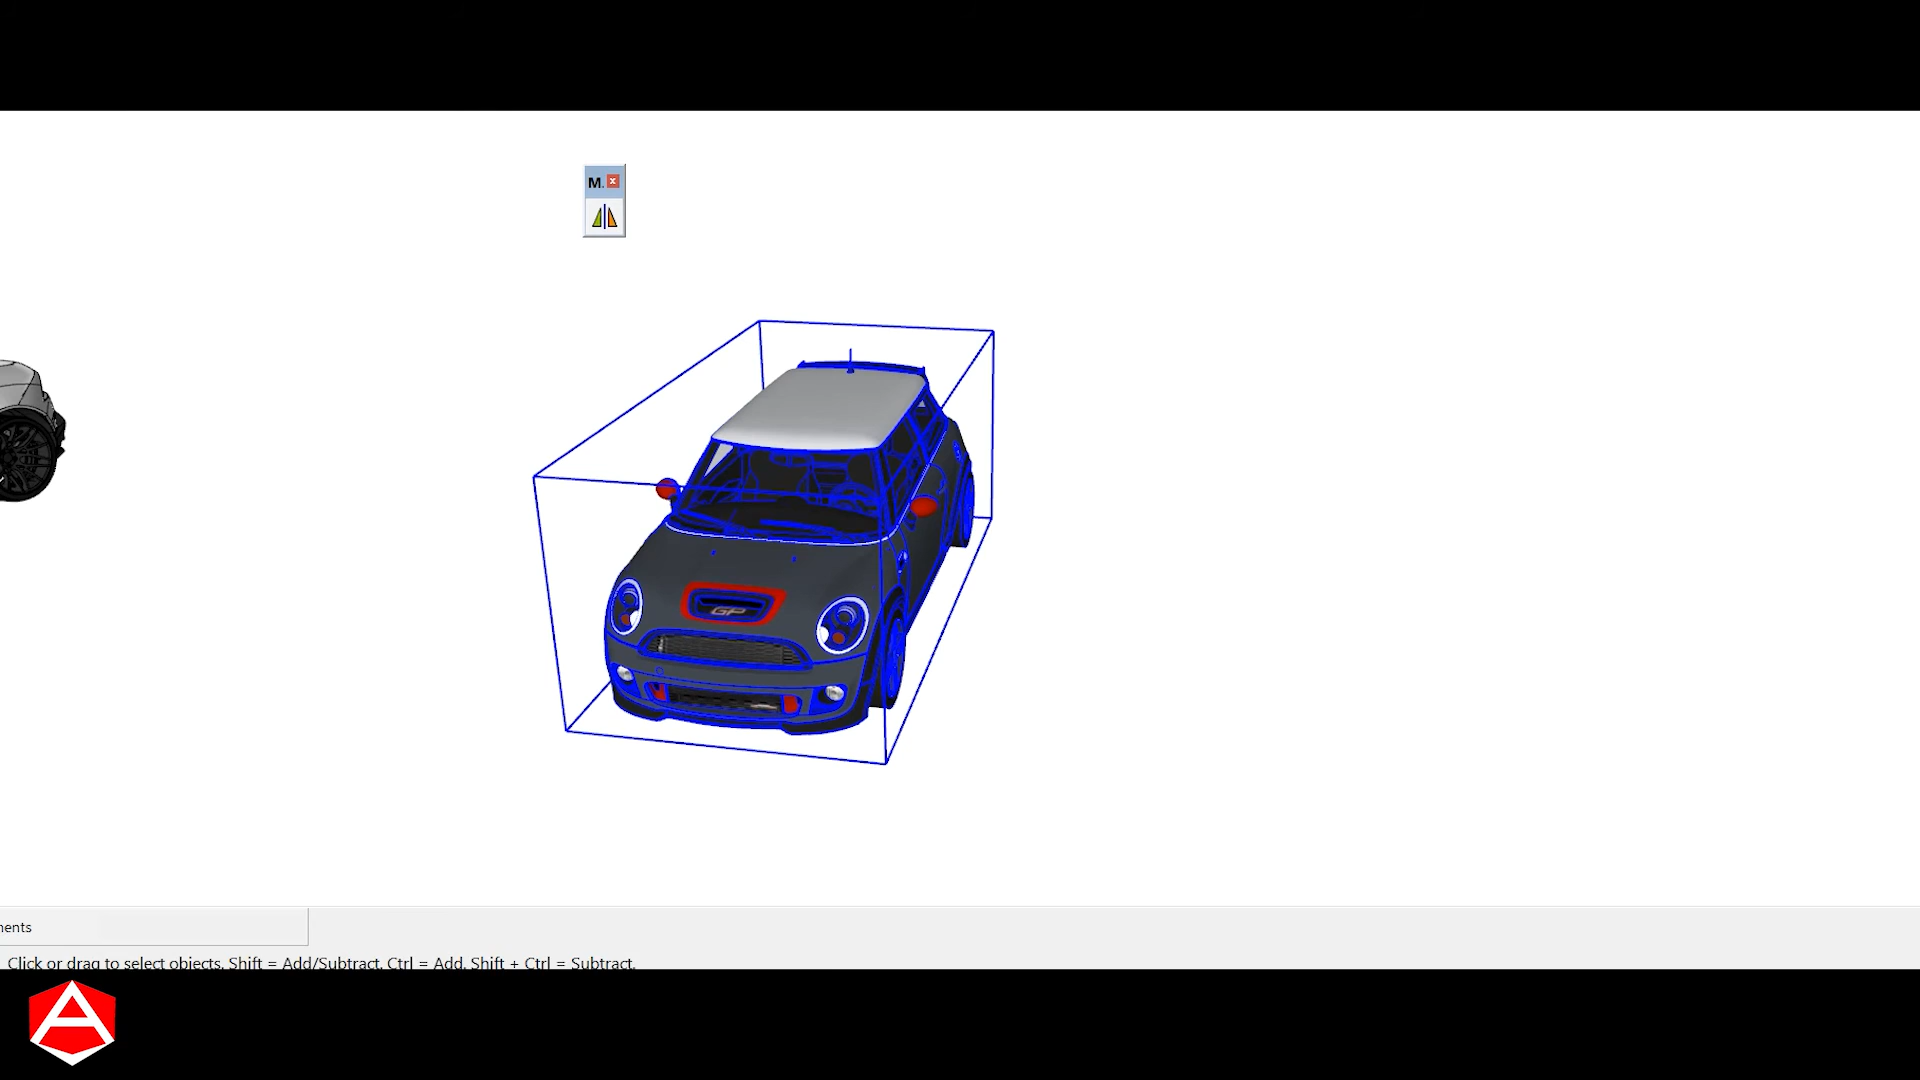 M.
GP
nents
Click or drag to select objects. Shift = Add/Subtract. Ctrl = Add. Shift + Ctrl = Subtract.